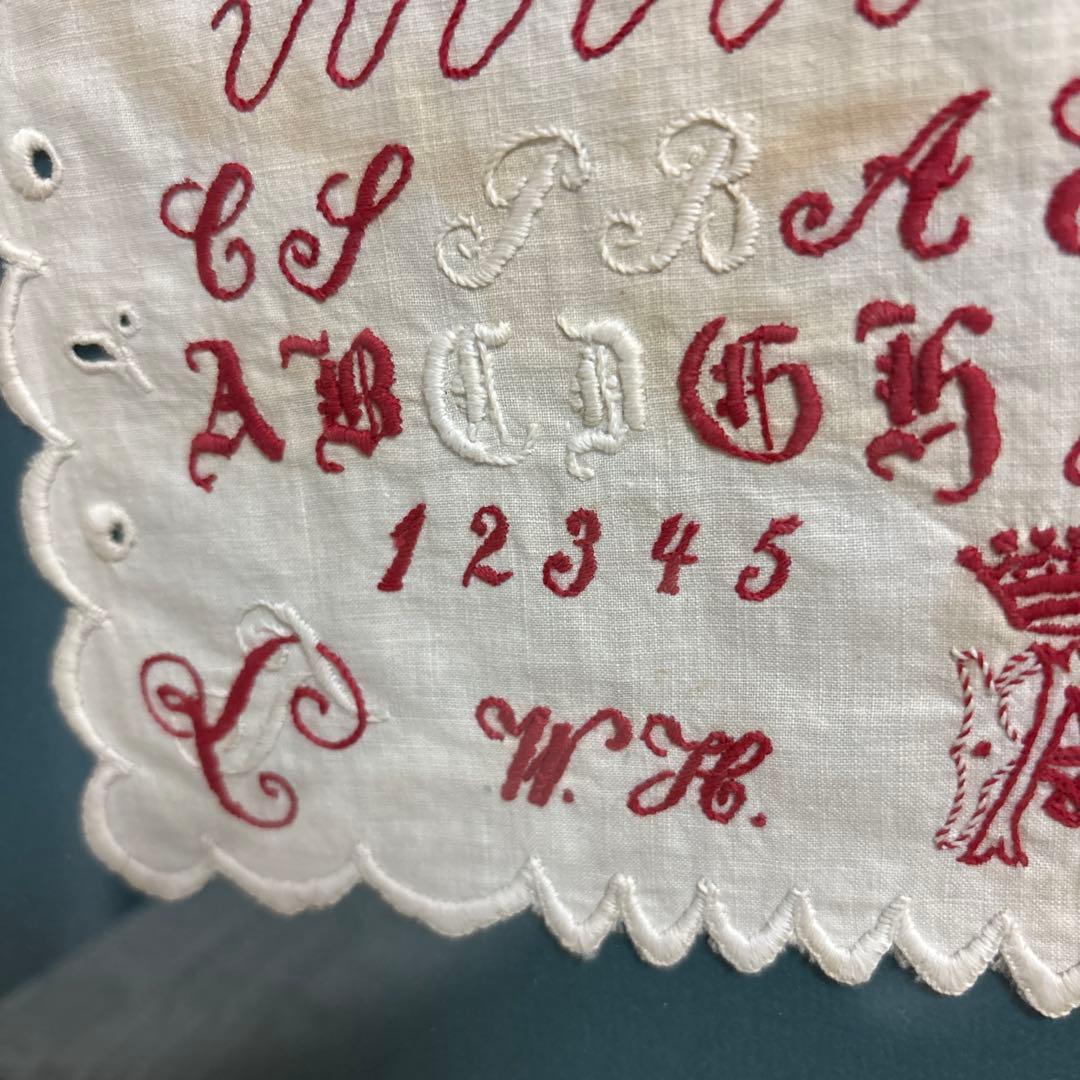 C S P B A
A B C D G H
1 2 3 4 5
W. H.